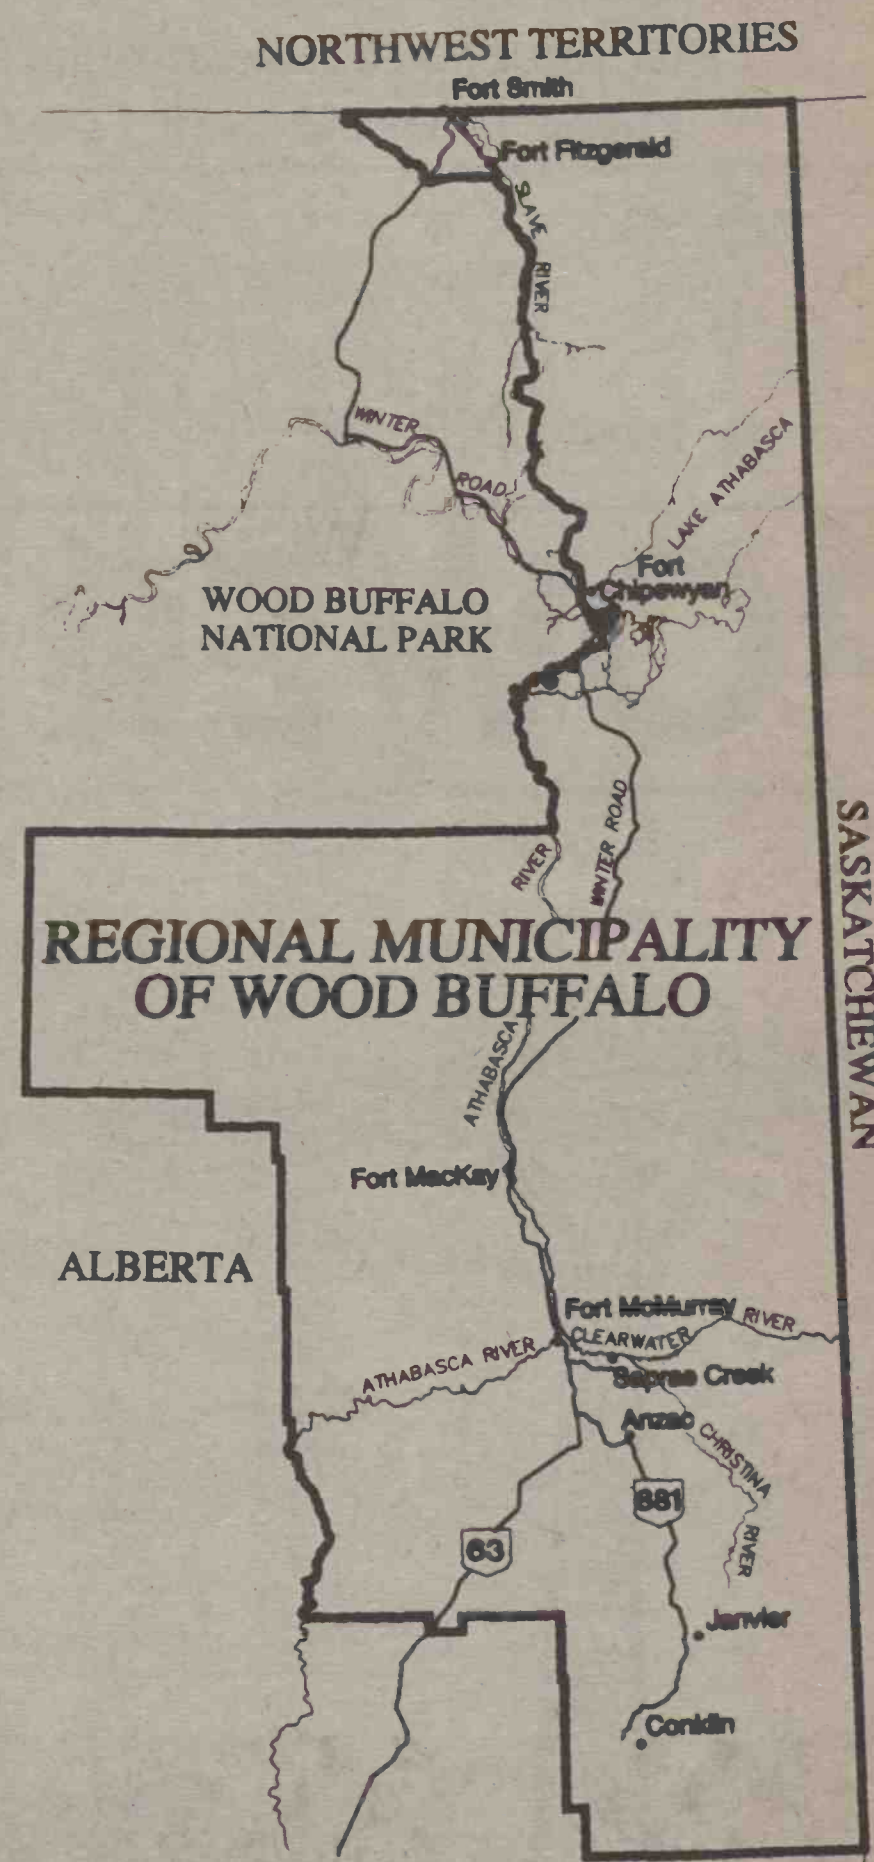 NORTHWEST TERRITORIES
Fort Smith
Fort Fitzgerald
SLAVE
RIVER
WINTER
ROAD
LAKE ATHABASCA
Fort
Chipewyan
WOOD BUFFALO
NATIONAL PARK
SASKATCHEWAN
RIVER
WINTER ROAD
REGIONAL MUNICIPALITY
OF WOOD BUFFALO
ATHABASCA
Fort MacKay
ALBERTA
Fort McMurray
CLEARWATER
RIVER
ATHABASCA RIVER
Saprae Creek
Anzac
CHRISTINA
RIVER
881
63
Janvier
Conklin